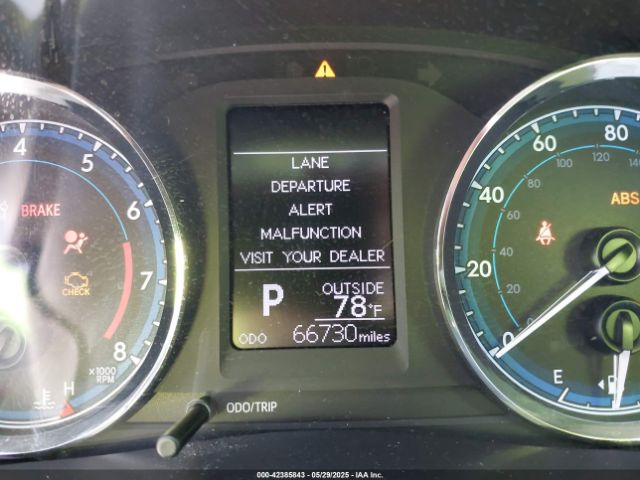 LANE
DEPARTURE
ALERT
MALFUNCTION
VISIT YOUR DEALER
P
OUTSIDE
78°F
ODO 66730 miles
4 5 6 7 8
BRAKE
CHECK
x1000
RPM
H
ODO/TRIP
0 20 40 60 80
0 20 40 60 80 100 120 140
ABS
E
000-42385843 - 05/29/2025 - IAA Inc.